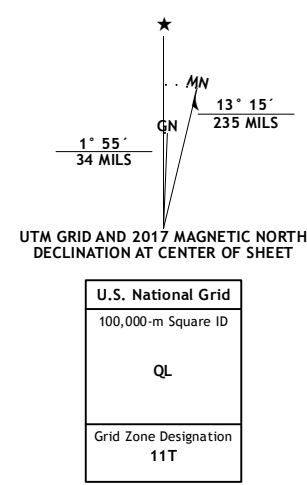 ★
MN
13° 15´
235 MILS
GN
1° 55´
34 MILS
UTM GRID AND 2017 MAGNETIC NORTH
DECLINATION AT CENTER OF SHEET
U.S. National Grid
100,000-m Square ID
QL
Grid Zone Designation
11T